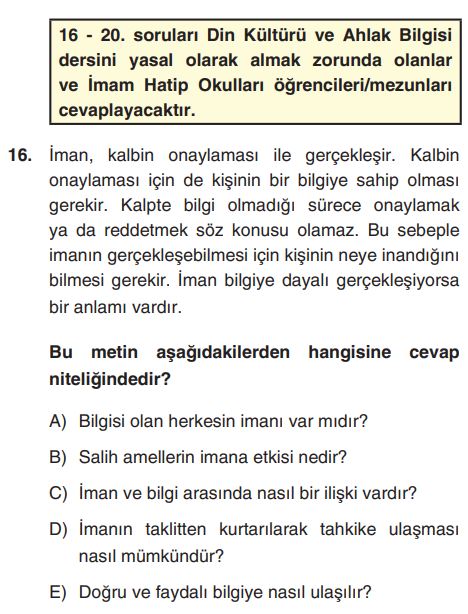 16 - 20. soruları Din Kültürü ve Ahlak Bilgisi
dersini yasal olarak almak zorunda olanlar
ve İmam Hatip Okulları öğrencileri/mezunları
cevaplayacaktır.
16. İman, kalbin onaylaması ile gerçekleşir. Kalbin
onaylaması için de kişinin bir bilgiye sahip olması
gerekir. Kalpte bilgi olmadığı sürece onaylamak
ya da reddetmek söz konusu olamaz. Bu sebeple
imanın gerçekleşebilmesi için kişinin neye inandığını
bilmesi gerekir. İman bilgiye dayalı gerçekleşiyorsa
bir anlamı vardır.
Bu metin aşağıdakilerden hangisine cevap
niteliğindedir?
A) Bilgisi olan herkesin imanı var mıdır?
B) Salih amellerin imana etkisi nedir?
C) İman ve bilgi arasında nasıl bir ilişki vardır?
D) İmanın taklitten kurtarılarak tahkike ulaşması
nasıl mümkündür?
E) Doğru ve faydalı bilgiye nasıl ulaşılır?